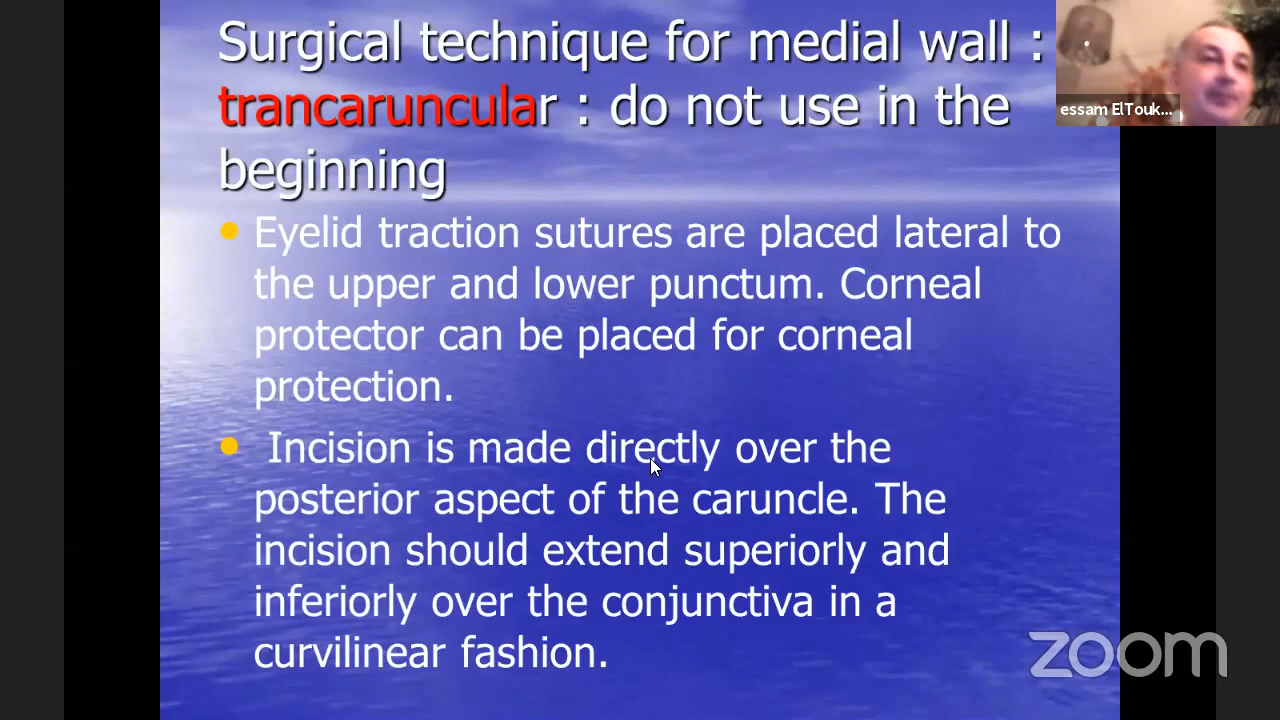 Surgical technique for medial wall :
trancaruncular : do not use in the
beginning
essam ElTouk...
Eyelid traction sutures are placed lateral to
the upper and lower punctum. Corneal
protector can be placed for corneal
protection.
Incision is made directly over the
posterior aspect of the caruncle. The
incision should extend superiorly and
inferiorly over the conjunctiva in a
curvilinear fashion.
zoom